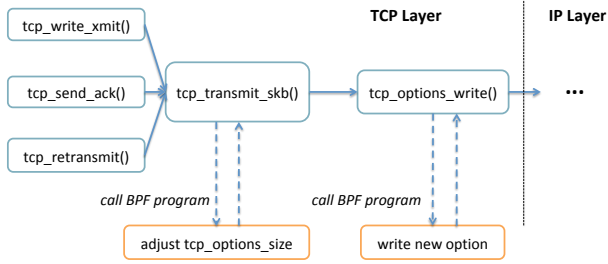 TCP Layer
IP Layer
tcp_write_xmit()
tcp_send_ack()
tcp_transmit_skb()
tcp_options_write()
...
tcp_retransmit()
call BPF program
call BPF program
adjust tcp_options_size
write new option